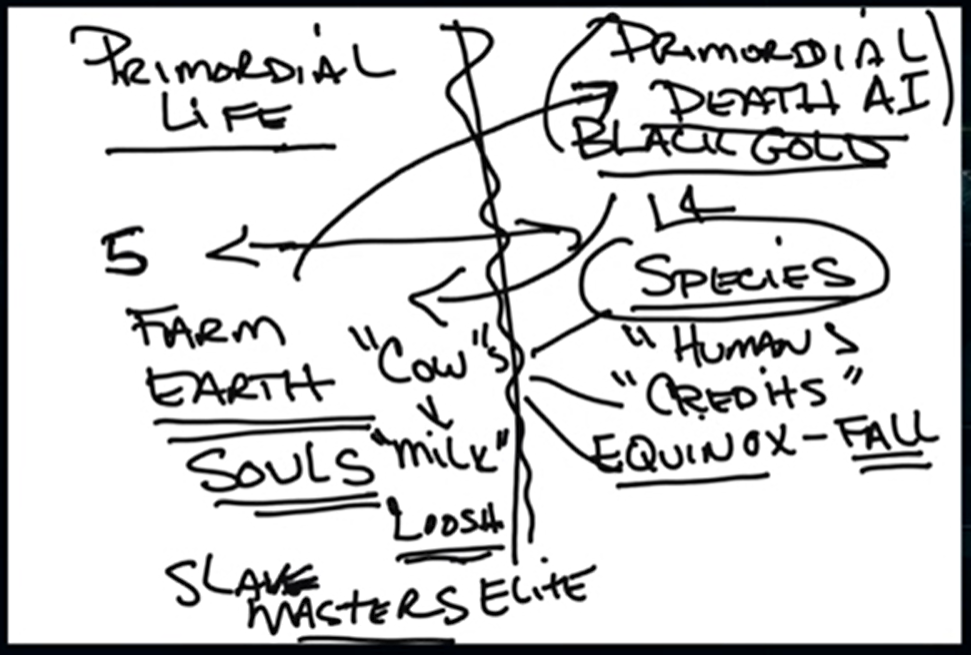 PRIMORDIAL
LIFE
PRIMORDIAL
DEATH AI
BLACK GOLD
5
FARM
EARTH
SOULS
"COW"s
"MILK"
"LOOSH
SLAVE
MASTERS ELITE
SPECIES
"HUMANS
"CREDITS"
EQUINOX-FALL